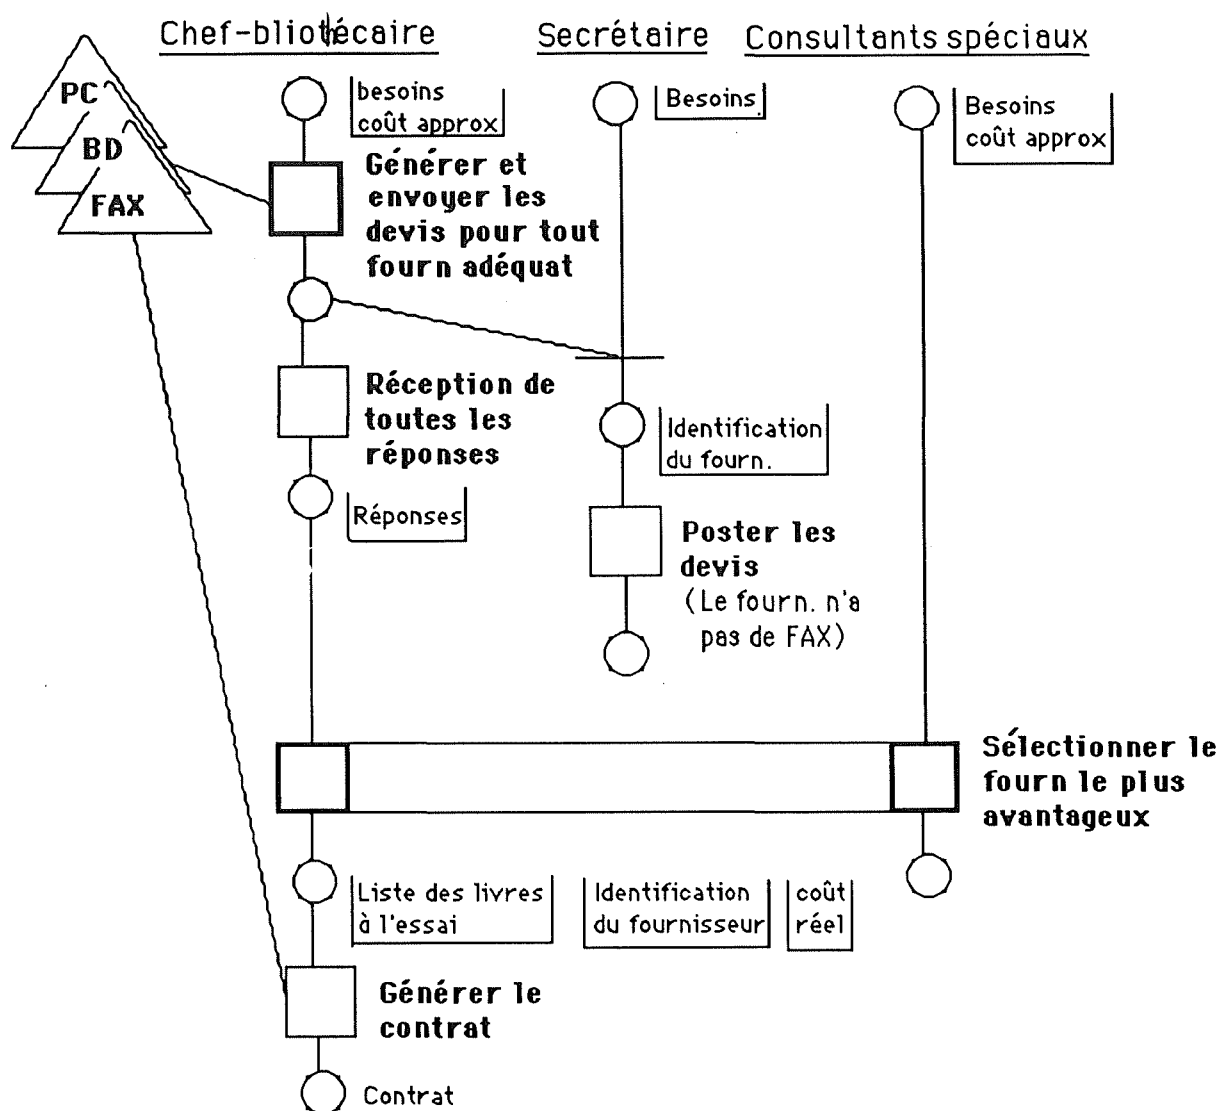 Chef-bliothécaire
Secrétaire
Consultants spéciaux
PC
BD
FAX
besoins
coût approx
Besoins
Besoins
coût approx
Générer et
envoyer les
devis pour tout
fourn adéquat
Réception de
toutes les
réponses
Identification
du fourn.
Réponses
Poster les
devis
(Le fourn. n'a
pas de FAX)
Sélectionner le
fourn le plus
avantageux
Liste des livres
à l'essai
Identification
du fournisseur
coût
réel
Générer le
contrat
Contrat